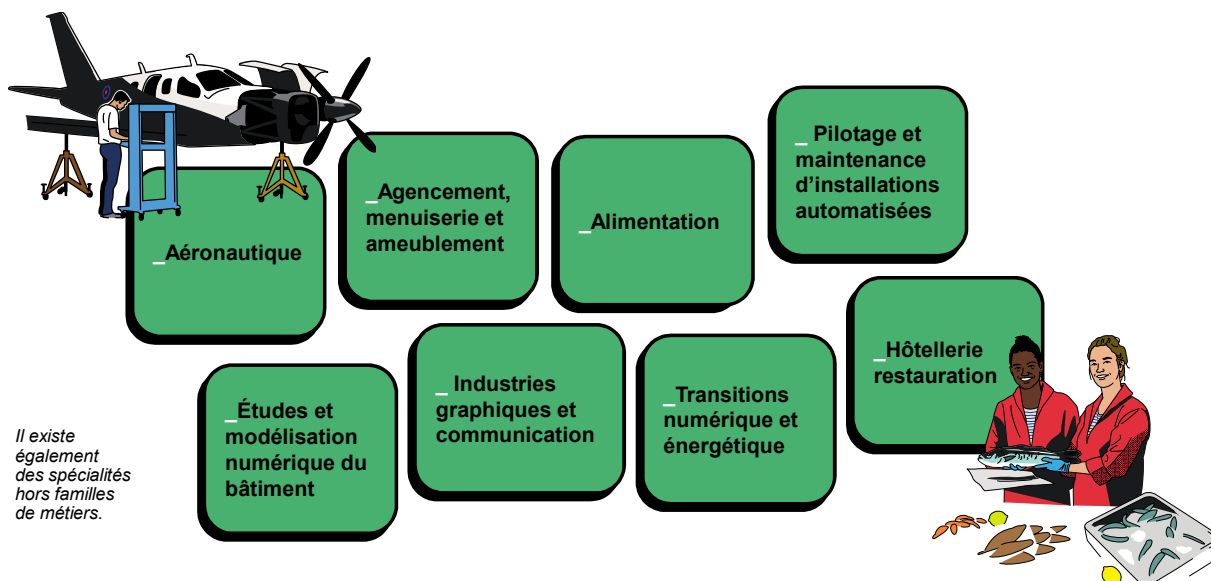 _Aéronautique
_Agencement,
menuiserie et
ameublement
_Alimentation
_ Pilotage et
maintenance
d’installations
automatisées
_Études et
modélisation
numérique du
bâtiment
_ Industries
graphiques et
communication
_Transitions
numérique et
énergétique
_Hôtellerie
restauration
Il existe
également
des spécialités
hors familles
de métiers.